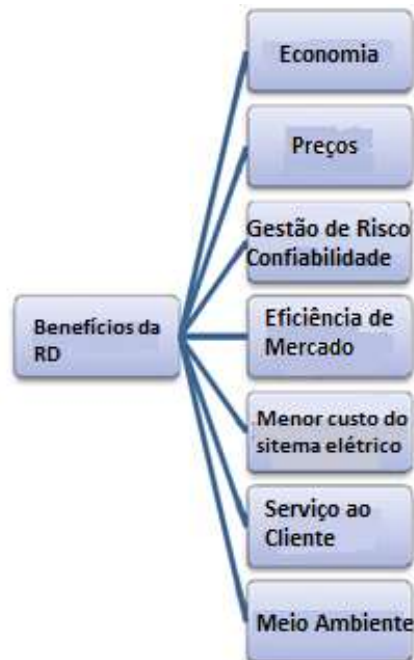 Economia
Preços
Gestão de Risco
Confiabilidade
Benefícios da
RD
Eficiência de
Mercado
Menor custo do
sitema elétrico
Serviço ao
Cliente
Meio Ambiente